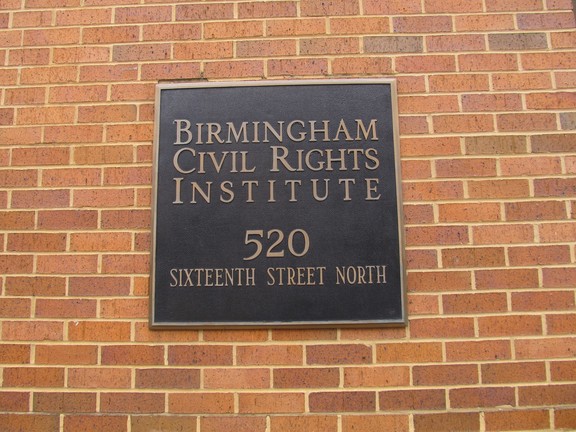 BIRMINGHAM
CIVIL RIGHTS
INSTITUTE
520
SIXTEENTH STREET NORTH